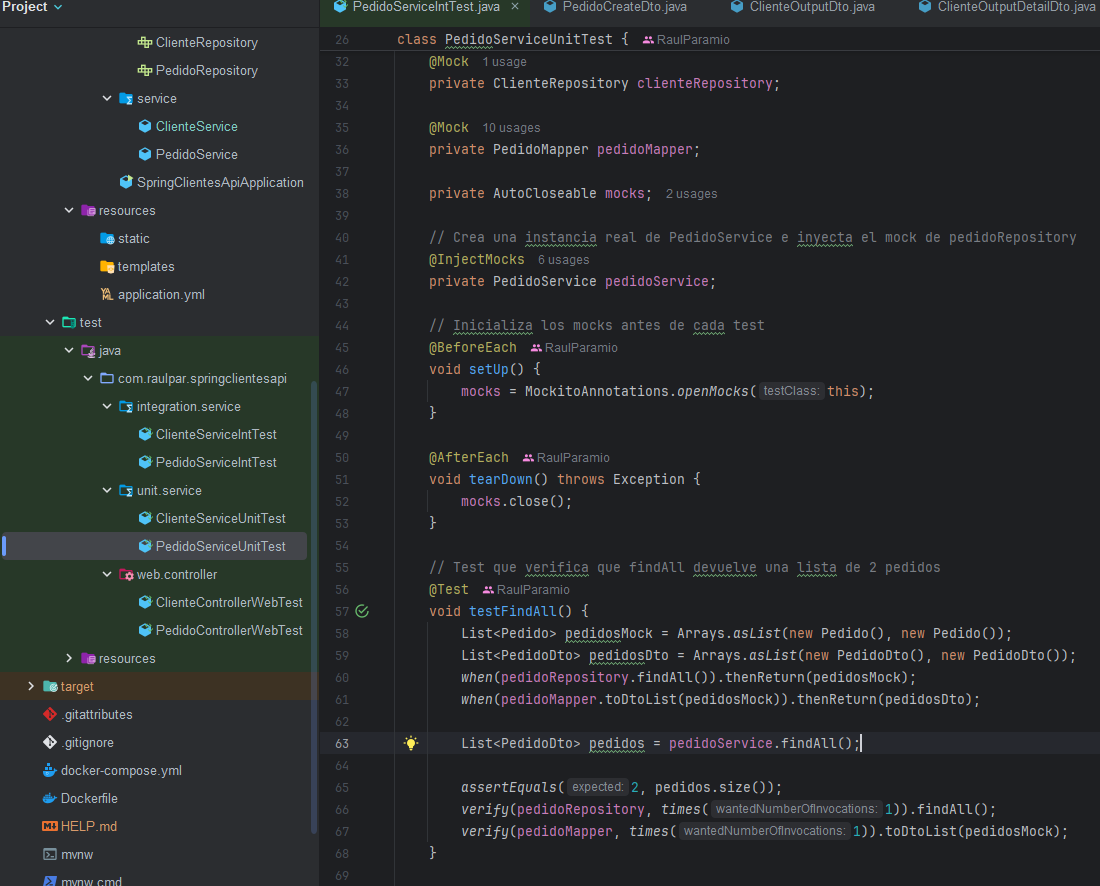 Project
ClienteRepository
PedidoRepository
service
ClienteService
PedidoService
SpringClientesApiApplication
resources
static
templates
application.yml
test
java
com.raulpar.springclientesapi
integration.service
ClienteServiceIntTest
PedidoServiceIntTest
unit.service
ClienteServiceUnitTest
PedidoServiceUnitTest
web.controller
ClienteControllerWebTest
PedidoControllerWebTest
resources
target
.gitattributes
.gitignore
docker-compose.yml
Dockerfile
HELP.md
mvnw
mvnw.cmd
PedidoServiceIntTest.java × PedidoCreateDto.java ClienteOutputDto.java ClienteOutputDetailDto.java
26 class PedidoServiceUnitTest { RaulParamio
32 @Mock 1 usage
33 private ClienteRepository clienteRepository;
34
35 @Mock 10 usages
36 private PedidoMapper pedidoMapper;
37
38 private AutoCloseable mocks; 2 usages
39
40 // Crea una instancia real de PedidoService e inyecta el mock de pedidoRepository
41 @InjectMocks 6 usages
42 private PedidoService pedidoService;
43
44 // Inicializa los mocks antes de cada test
45 @BeforeEach RaulParamio
46 void setUp() {
47 mocks = MockitoAnnotations.openMocks( testClass: this);
48 }
49
50 @AfterEach RaulParamio
51 void tearDown() throws Exception {
52 mocks.close();
53 }
54
55 // Test que verifica que findAll devuelve una lista de 2 pedidos
56 @Test RaulParamio
57 void testFindAll() {
58 List<Pedido> pedidosMock = Arrays.asList(new Pedido(), new Pedido());
59 List<PedidoDto> pedidosDto = Arrays.asList(new PedidoDto(), new PedidoDto());
60 when(pedidoRepository.findAll()).thenReturn(pedidosMock);
61 when(pedidoMapper.toDtoList(pedidosMock)).thenReturn(pedidosDto);
62
63 List<PedidoDto> pedidos = pedidoService.findAll();
64
65 assertEquals( expected: 2, pedidos.size());
66 verify(pedidoRepository, times( wantedNumberOfInvocations: 1)).findAll();
67 verify(pedidoMapper, times( wantedNumberOfInvocations: 1)).toDtoList(pedidosMock);
68 }
69